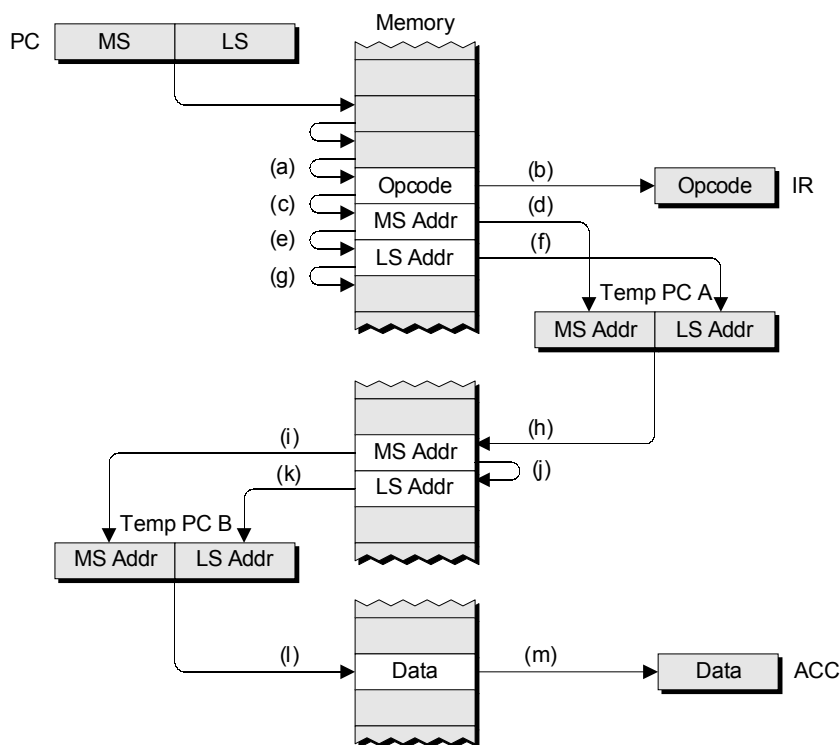 Memory
PC MS LS
(a) Opcode (b) Opcode IR
(c) MS Addr (d)
(e) LS Addr (f)
(g)
Temp PC A
MS Addr LS Addr
(h)
(i) MS Addr
(j)
(k) LS Addr
Temp PC B
MS Addr LS Addr
(l) Data (m) Data ACC